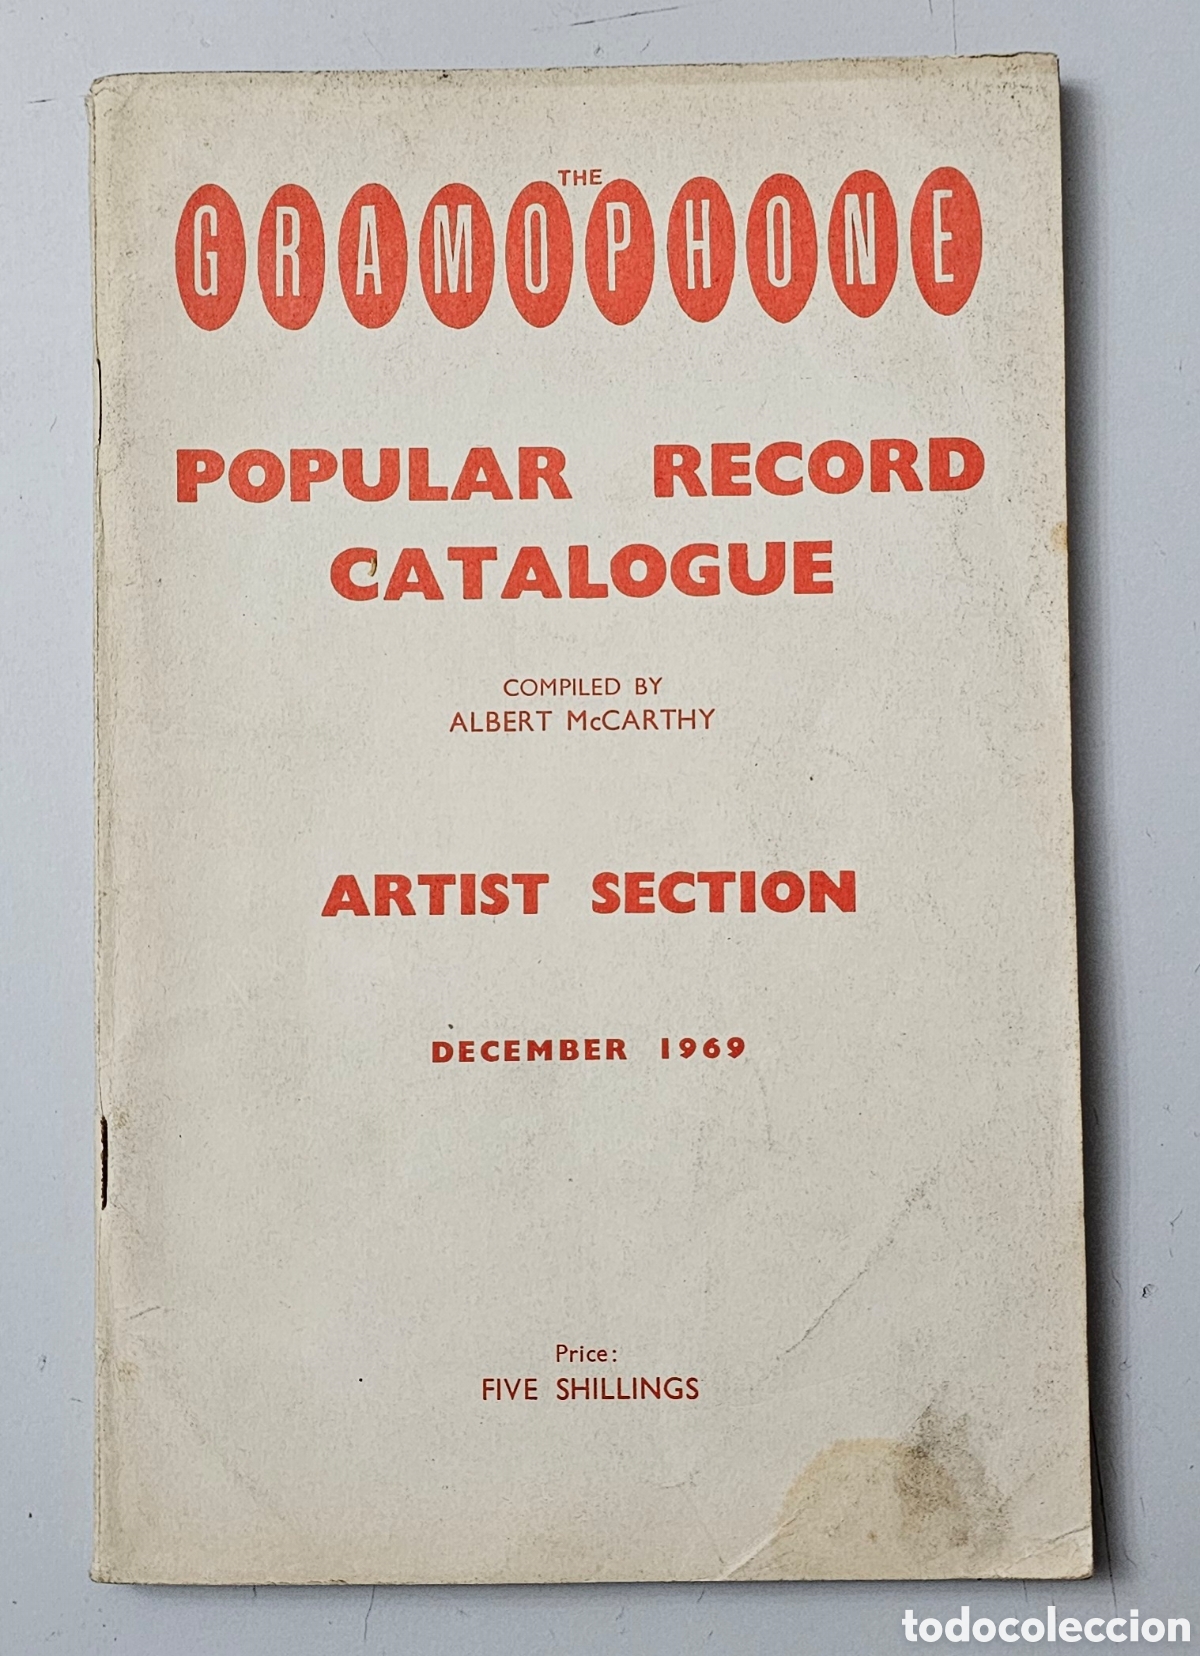 THE
GRAMOPHONE
POPULAR RECORD
CATALOGUE
COMPILED BY
ALBERT McCARTHY
ARTIST SECTION
DECEMBER 1969
Price:
FIVE SHILLINGS
todocoleccion